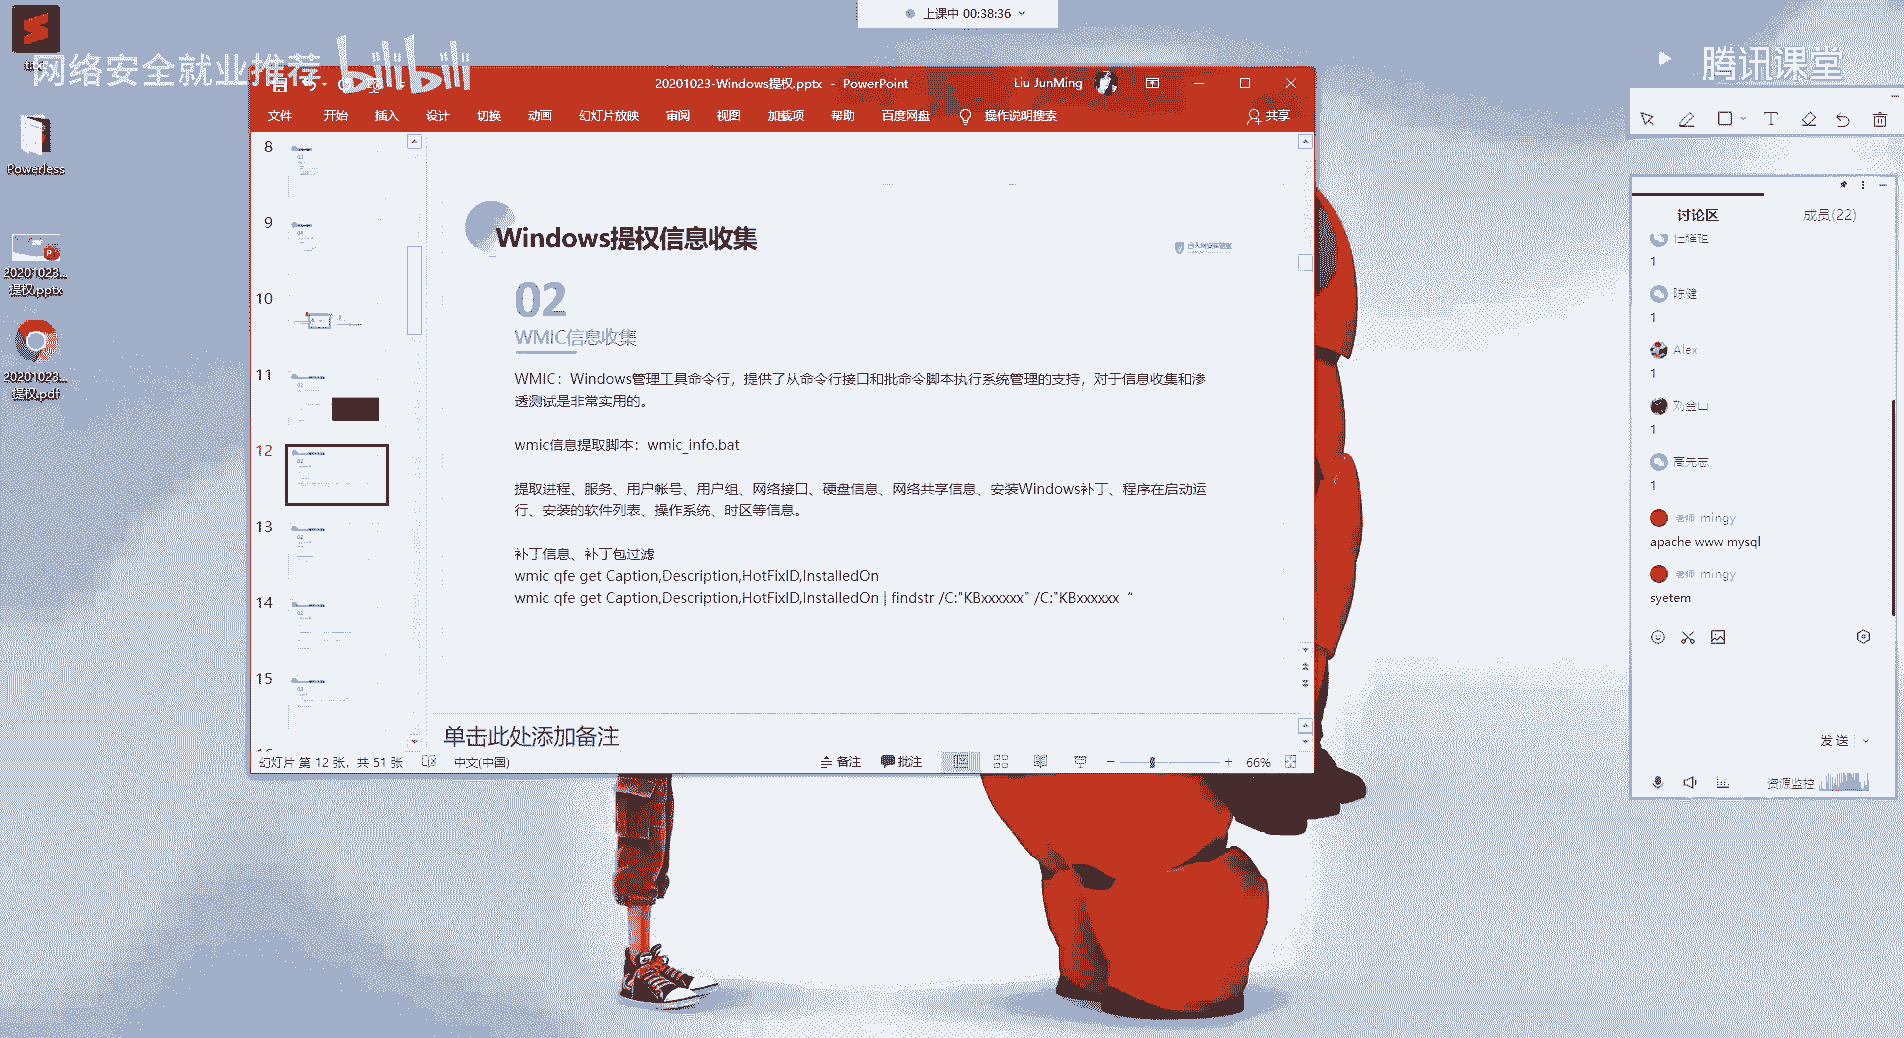 上课中 00:38:36
网络安全就业推荐
bilibili
腾讯课堂
20201023-Windows提权.pptx - PowerPoint
Liu JunMing
文件 开始 插入 设计 切换 动画 幻灯片放映 审阅 视图 加载项 帮助 百度网盘 操作说明搜索 共享
Powerless
20201023...
提权.pptx
20201023...
提权.pdf
8
9
10
11
12
13
14
15
Windows提权信息收集
02
WMIC信息收集
WMIC：Windows管理工具命令行，提供了从命令行接口和批命令脚本执行系统管理的支持，对于信息收集和渗
透测试是非常实用的。
wmic信息提取脚本：wmic_info.bat
提取进程、服务、用户帐号、用户组、网络接口、硬盘信息、网络共享信息、安装Windows补丁、程序在启动运
行、安装的软件列表、操作系统、时区等信息。
补丁信息、补丁包过滤
wmic qfe get Caption,Description,HotFixID,InstalledOn
wmic qfe get Caption,Description,HotFixID,InstalledOn | findstr /C:"KBxxxxxx" /C:"KBxxxxxx “
单击此处添加备注
幻灯片 第 12 张，共 51 张 中文(中国) 备注 批注 66%
讨论区 成员(22)
1
陈健
1
Alex
1
刘金山
1
高先志
1
老师 mingy
apache www mysql
老师 mingy
syetem
发送
资源监控